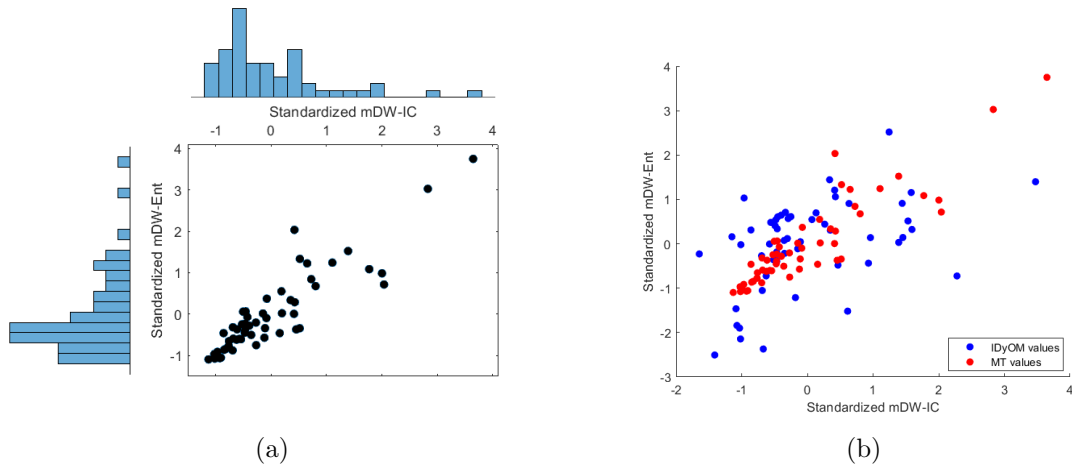 Standardized mDW-IC
-1 0 1 2 3 4
Standardized mDW-Ent
4
3
2
1
0
-1
(a)
Standardized mDW-Ent
4
3
2
1
0
-1
-2
-3
-2 -1 0 1 2 3 4
Standardized mDW-IC
IDyOM values
MT values
(b)